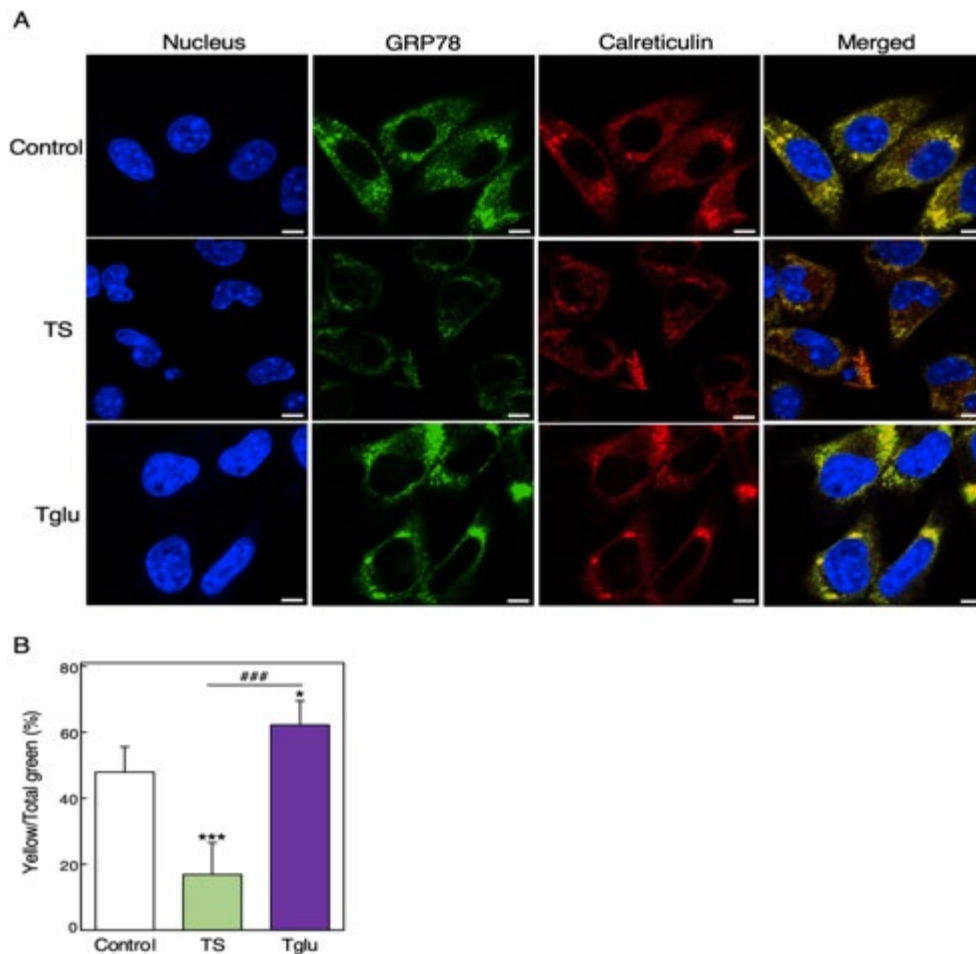 A
Nucleus GRP78 Calreticulin Merged
Control
TS
Tglu
B
Yellow/Total green (%)
80
60
40
20
0
###
*
***
Control TS Tglu